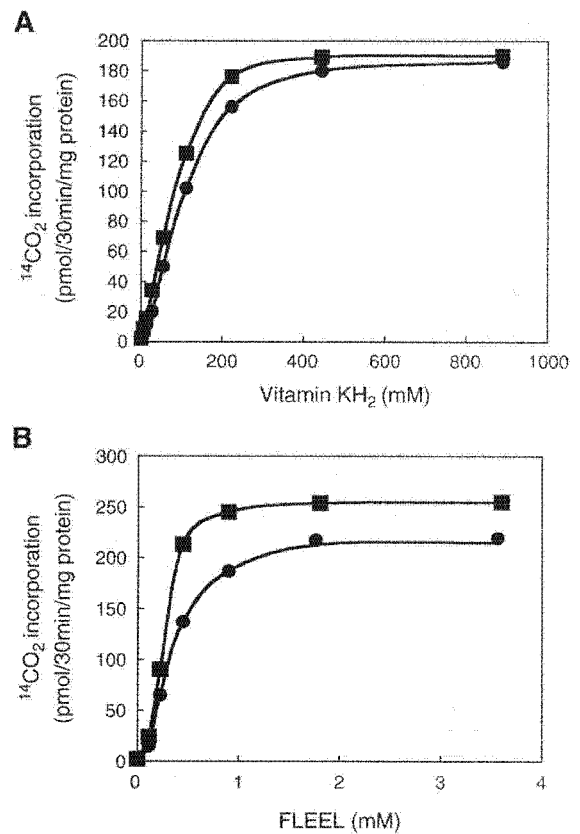 A
200
180
160
140
120
100
80
60
40
20
0
¹⁴CO₂ incorporation
(pmol/30min/mg protein)
0 200 400 600 800 1000
Vitamin KH₂ (mM)
B
300
250
200
150
100
50
0
¹⁴CO₂ incorporation
(pmol/30min/mg protein)
0 1 2 3 4
FLEEL (mM)